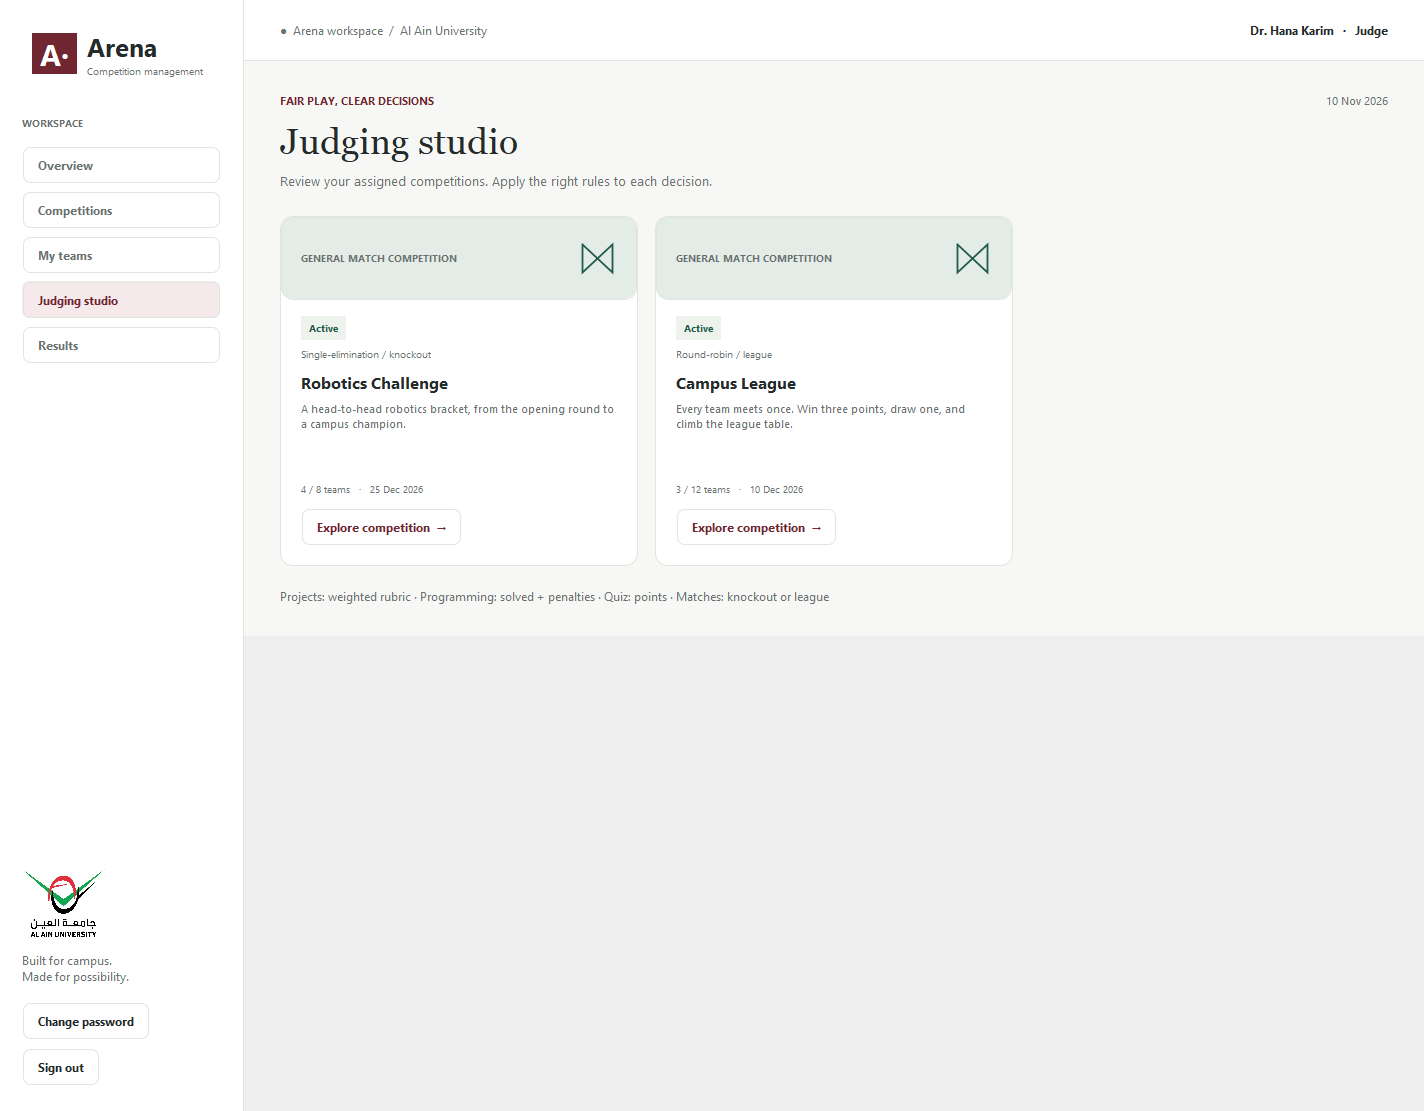 A·
Arena
Competition management
WORKSPACE
Overview
Competitions
My teams
Judging studio
Results
جامعة العين
AL AIN UNIVERSITY
Built for campus.
Made for possibility.
Change password
Sign out
● Arena workspace / Al Ain University
Dr. Hana Karim · Judge
FAIR PLAY, CLEAR DECISIONS
10 Nov 2026
Judging studio
Review your assigned competitions. Apply the right rules to each decision.
GENERAL MATCH COMPETITION
Active
Single-elimination / knockout
Robotics Challenge
A head-to-head robotics bracket, from the opening round to
a campus champion.
4 / 8 teams · 25 Dec 2026
Explore competition →
GENERAL MATCH COMPETITION
Active
Round-robin / league
Campus League
Every team meets once. Win three points, draw one, and
climb the league table.
3 / 12 teams · 10 Dec 2026
Explore competition →
Projects: weighted rubric · Programming: solved + penalties · Quiz: points · Matches: knockout or league